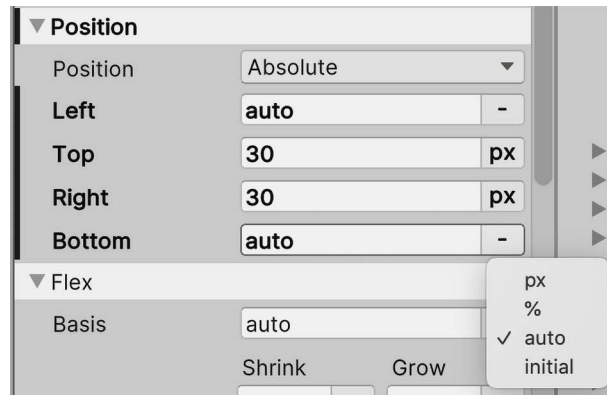 Position
Position Absolute
Left auto -
Top 30 px
Right 30 px
Bottom auto -
Flex
px
%
Basis auto
auto
initial
Shrink Grow